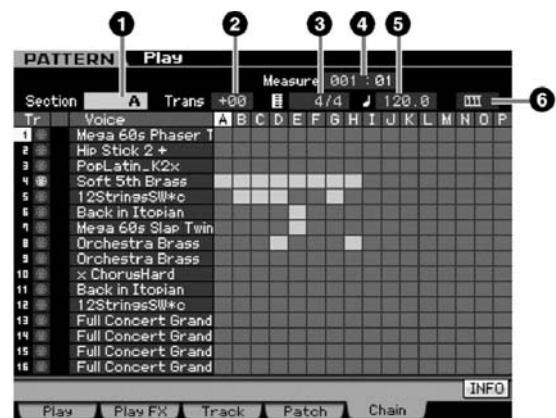 1 2 3 4 5
PATTERN Play
Measure 001 : 01
Section A Trans +00 4/4 120.0 6
Tr Voice A B C D E F G H I J K L M N O P
1 Mega 60s Phaser T
2 Hip Stick 2 +
3 PopLatin_K2x
4 Soft 5th Brass
5 12StringsSW*c
6 Back in Itopian
7 Mega 60s Slap Twin
8 Orchestra Brass
9 Orchestra Brass
10 x ChorusHard
11 Back in Itopian
12 12StringsSW*c
13 Full Concert Grand
14 Full Concert Grand
15 Full Concert Grand
16 Full Concert Grand
INFO
Play Play FX Track Patch Chain